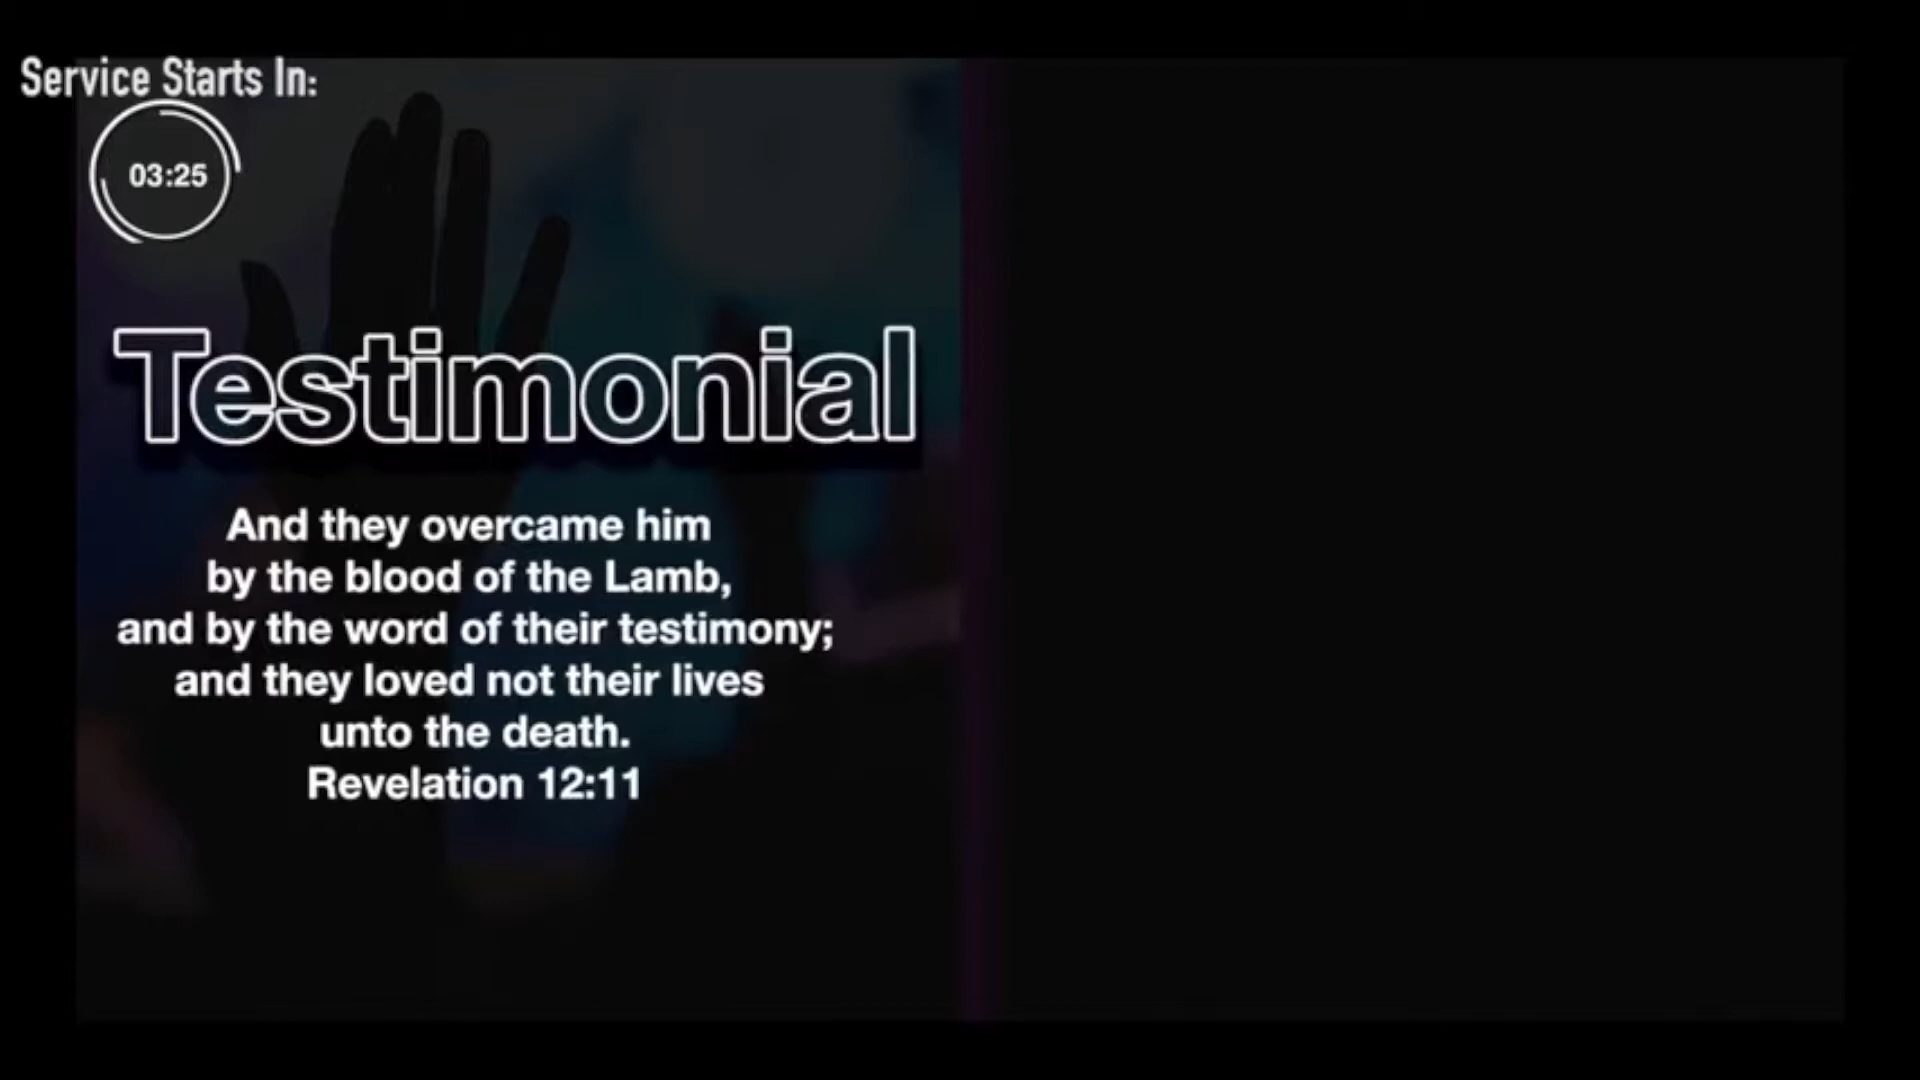 Service Starts In:
03:25
Testimonial
And they overcame him
by the blood of the Lamb,
and by the word of their testimony;
and they loved not their lives
unto the death.
Revelation 12:11